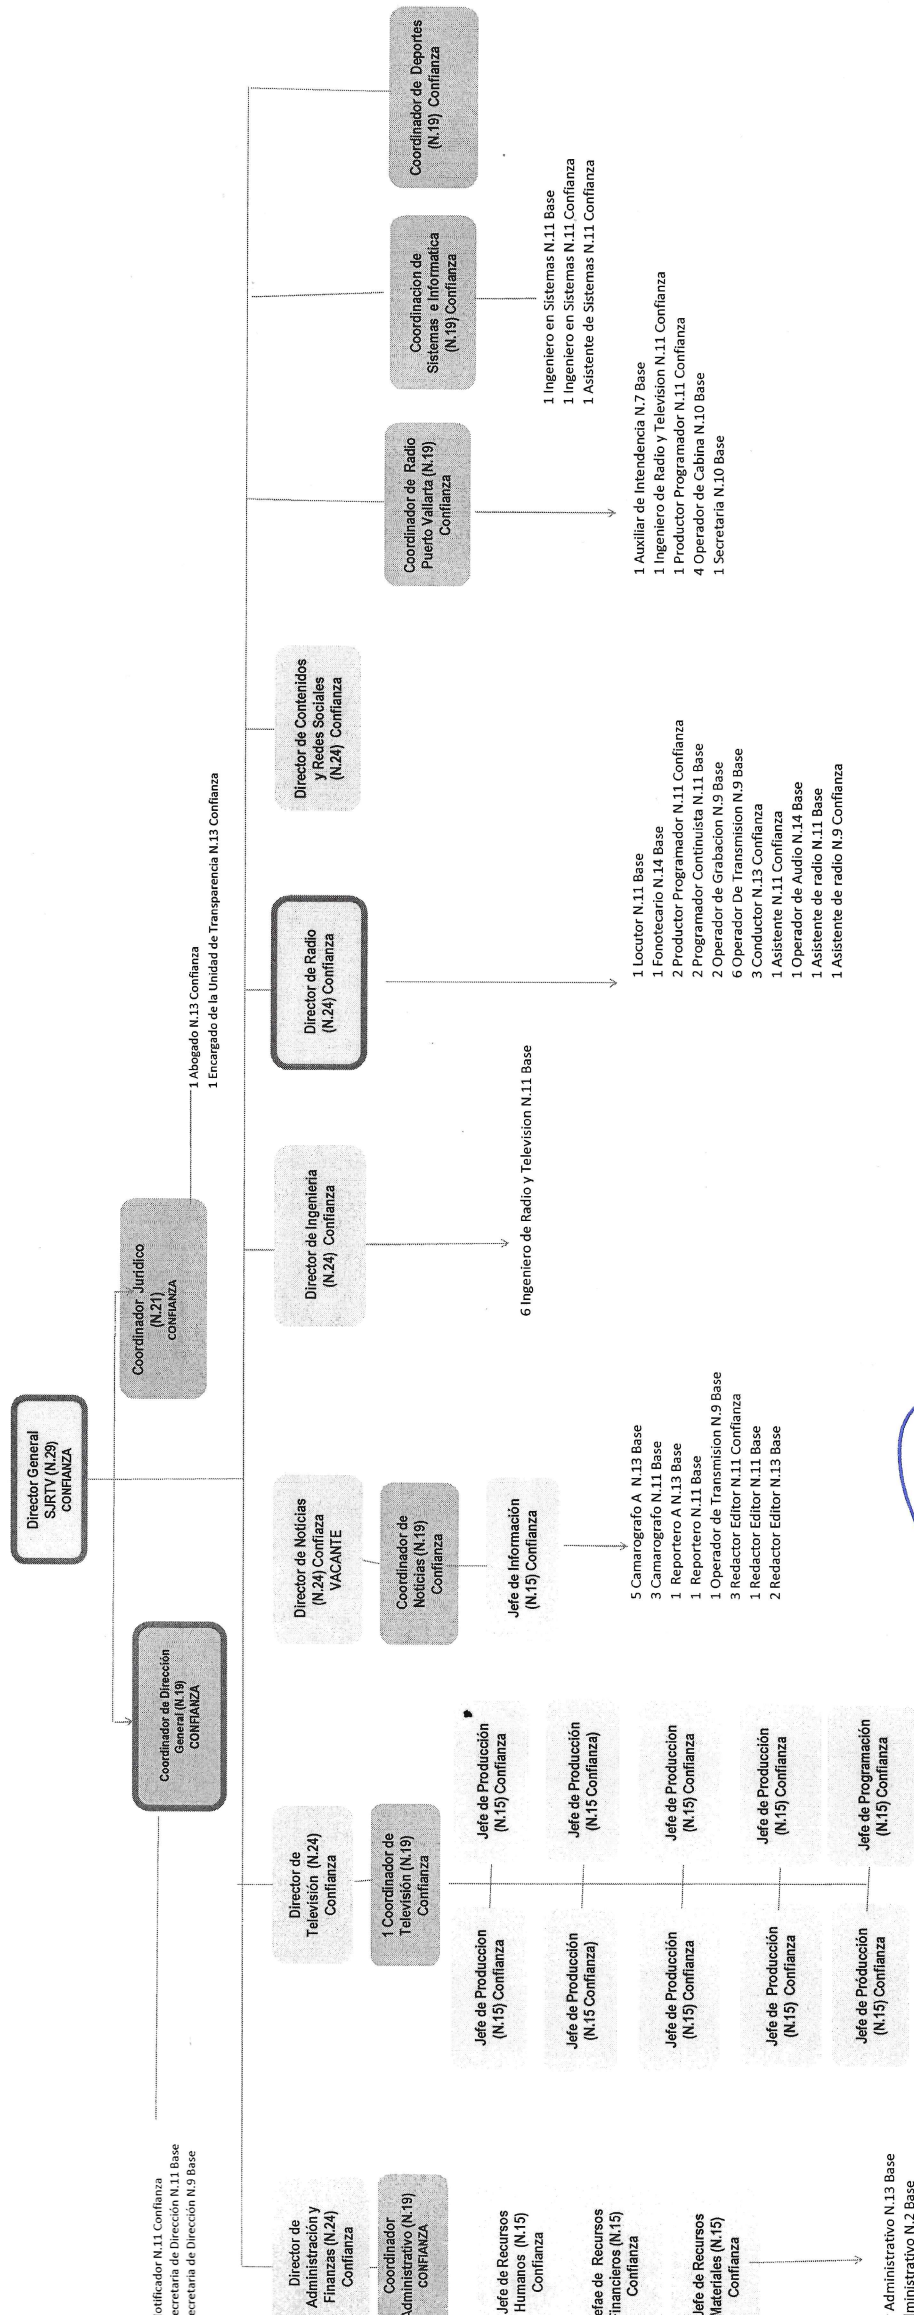 Director General
SJRTV (N.29)
CONFIANZA
Coordinador de Dirección
General (N.19)
CONFIANZA
Coordinador Juridico
(N.21)
CONFIANZA
N.11 Confianza
de Dirección N.11 Base
de Dirección N.9 Base
1 Abogado N.13 Confianza
1 Encargado de la Unidad de Transparencia N.13 Confianza
Director de
Administración y
Finanzas (N.24)
Confianza
Coordinador
Administrativo (N.19)
CONFIANZA
Jefe de Recursos
Humanos (N.15)
Confianza
Jefae de Recursos
Financieros (N.15)
Confianza
Jefe de Recursos
Materiales (N.15)
Confianza
Administrativo N.13 Base
N.2 Base
Director de
Televisión (N.24)
Confianza
1 Coordinador de
Televisión (N.19)
Confianza
Jefe de Produccion
(N.15) Confianza
Jefe de Producción
(N.15) Confianza
Jefe de Producción
(N.15 Confianza)
Jefe de Producción
(N.15 Confianza)
Jefe de Producción
(N.15) Confianza
Jefe de Produccion
(N.15) Confianza
Jefe de Producción
(N.15) Confianza
Jefe de Producción
(N.15) Confianza
Jefe de Próducción
(N.15) Confianza
Jefe de Programación
(N.15) Confianza
Director de Noticias
(N.24) Confiaza
VACANTE
Coordinador de
Noticias (N.19)
Confianza
Jefe de Información
(N.15) Confianza
5 Camarografo A N.13 Base
3 Camarografo N.11 Base
1 Reportero A N.13 Base
1 Reportero N.11 Base
1 Operador de Transmision N.9 Base
3 Redactor Editor N.11 Confianza
1 Redactor Editor N.11 Base
2 Redactor Editor N.13 Base
Director de Ingeniería
(N.24) Confianza
6 Ingeniero de Radio y Television N.11 Base
Director de Radio
(N.24) Confianza
1 Locutor N.11 Base
1 Fonotecario N.14 Base
2 Productor Programador N.11 Confianza
2 Programador Continuista N.11 Base
2 Operador de Grabacion N.9 Base
6 Operador De Transmision N.9 Base
3 Conductor N.13 Confianza
1 Asistente N.11 Confianza
1 Operador de Audio N.14 Base
1 Asistente de radio N.11 Base
1 Asistente de radio N.9 Confianza
Director de Contenidos
y Redes Sociales
(N.24) Confianza
Coordinador de Radio
Puerto Vallarta (N.19)
Confianza
1 Auxiliar de Intendencia N.7 Base
1 Ingeniero de Radio y Television N.11 Confianza
1 Productor Programador N.11 Confianza
4 Operador de Cabina N.10 Base
1 Secretaria N.10 Base
Coordinacion de
Sistemas e Informatica
(N.19) Confianza
1 Ingeniero en Sistemas N.11 Base
1 Ingeniero en Sistemas N.11 Confianza
1 Asistente de Sistemas N.11 Confianza
Coordinador de Deportes
(N.19) Confianza